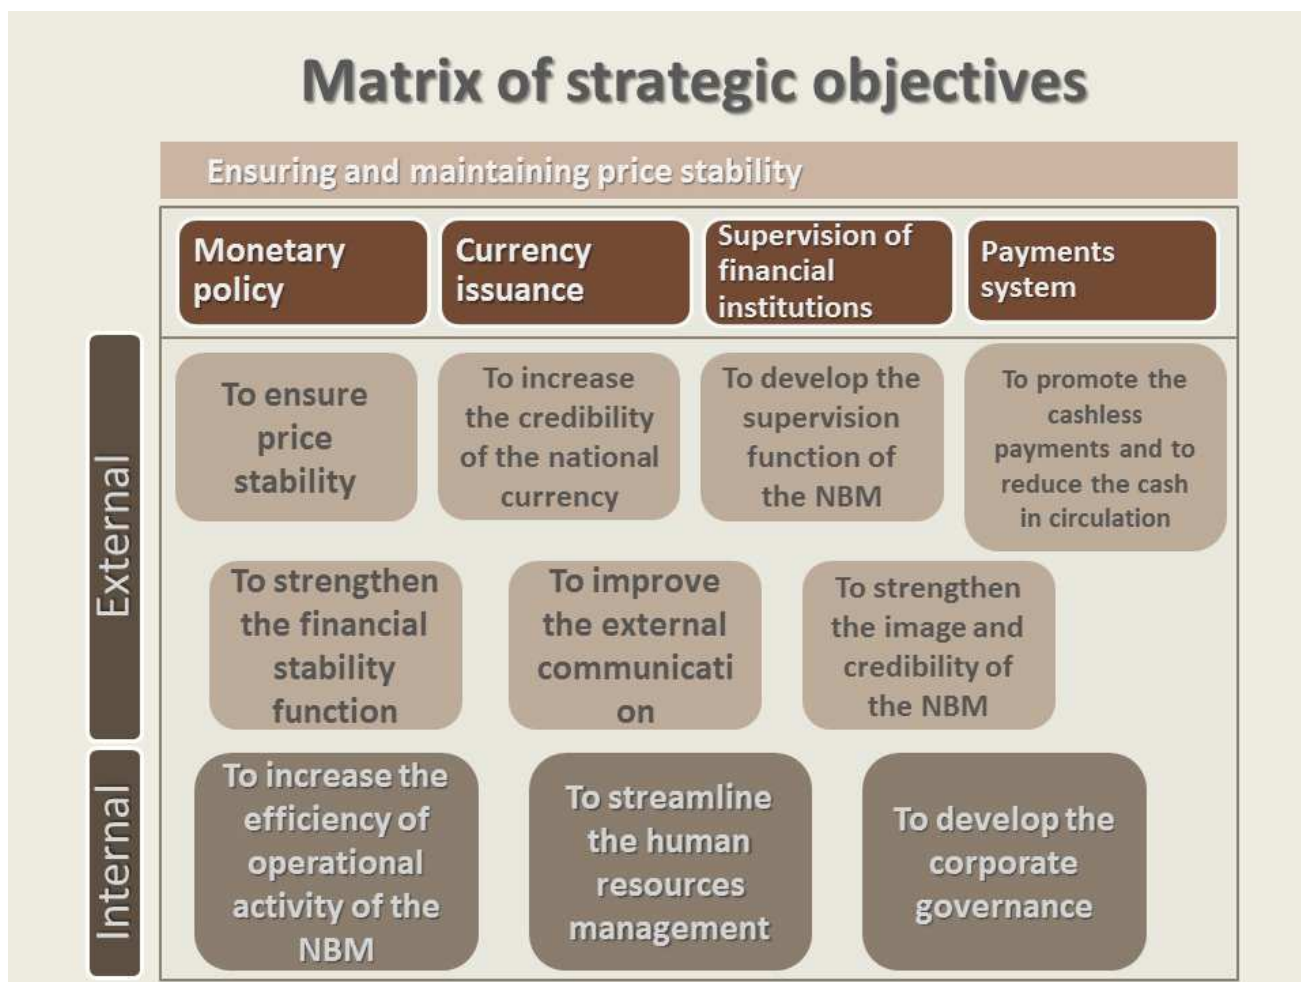 Matrix of strategic objectives
Ensuring and maintaining price stability
Monetary
policy
Currency
issuance
Supervision of
financial
institutions
Payments
system
External
To ensure
price
stability
To increase
the credibility
of the national
currency
To develop the
supervision
function of
the NBM
To promote the
cashless
payments and to
reduce the cash
in circulation
To strengthen
the financial
stability
function
To improve
the external
communicati
on
To strengthen
the image and
credibility of
the NBM
Internal
To increase the
efficiency of
operational
activity of the
NBM
To streamline
the human
resources
management
To develop the
corporate
governance